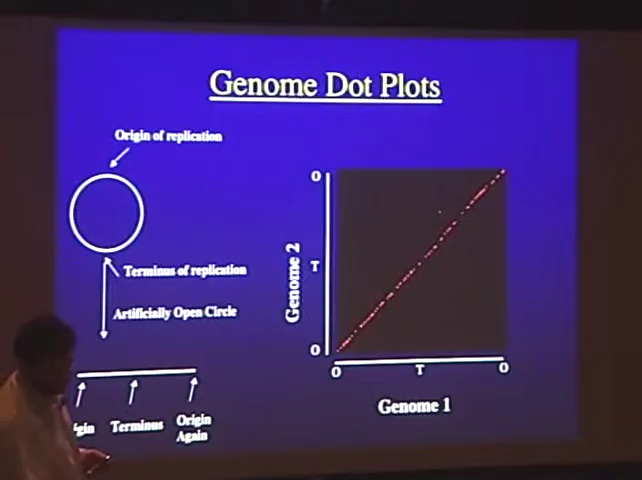 Genome Dot Plots
Origin of replication
Terminus of replication
Artificially Open Circle
Terminus
Origin
Again
O
T
O
Genome 2
O
T
O
Genome 1